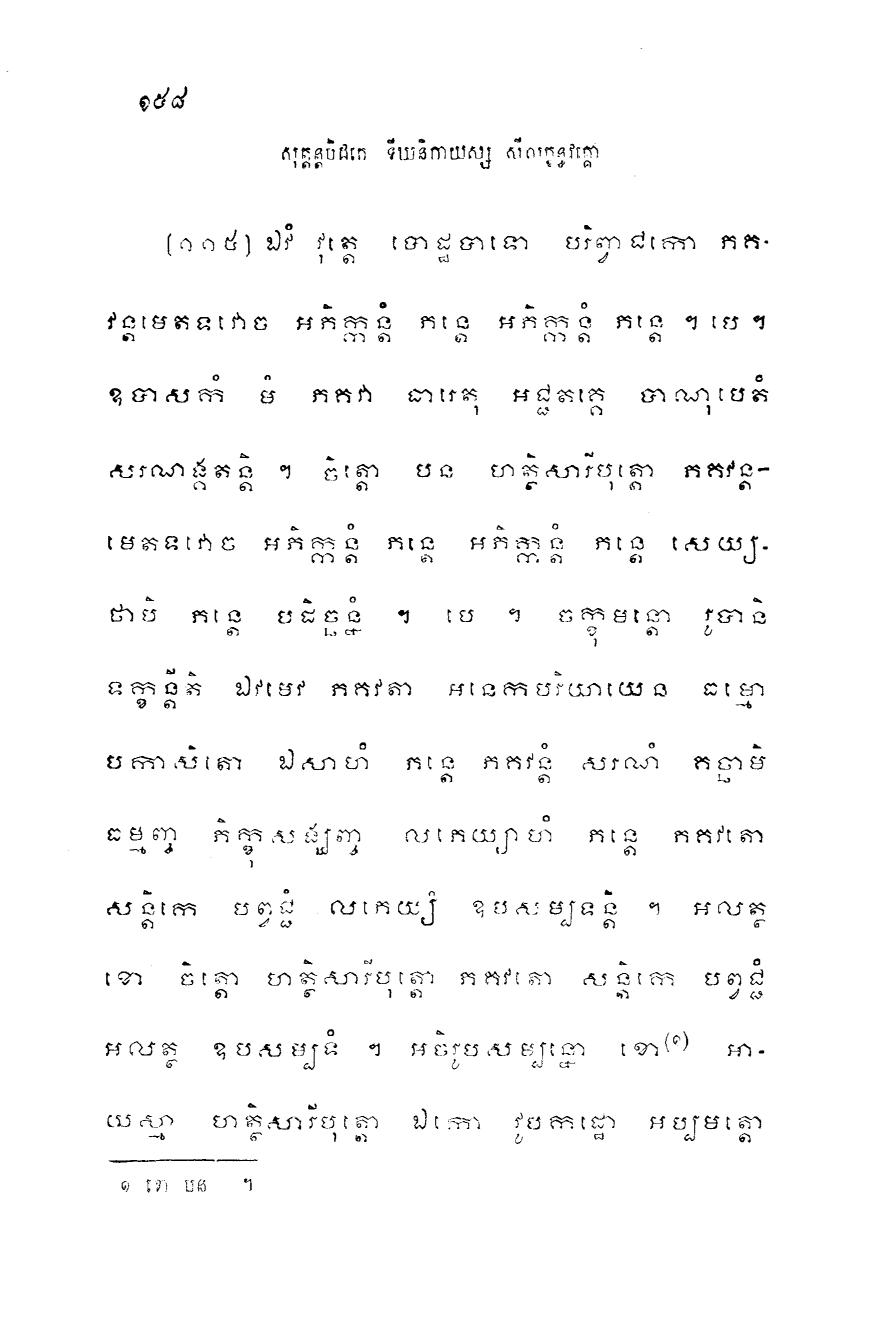 ១៥៨
សុត្តន្តបិដកេ ទីឃនិកាយស្ស សីលក្ខន្ធវគ្គោ
[១១៥] ឯវំ វុត្តេ បោដ្ឋបាទោ បរិព្វាជកោ ភគ-
វន្តមេតទវោច អភិក្កន្តំ ភន្តេ អភិក្កន្តំ ភន្តេ ។ បេ ។
ឧបាសកំ មំ ភគវា ធារេតុ អជ្ជតគ្គេ បាណុបេតំ
សរណង្គតន្តិ ។ ចិត្តោ បន ហត្ថិសារីបុត្តោ ភគវន្ត-
មេតទវោច អភិក្កន្តំ ភន្តេ អភិក្កន្តំ ភន្តេ សេយ្យ-
ថាបិ ភន្តេ បដិច្ឆន្នំ ។ បេ ។ ចក្ខុមន្តោ រូបានិ
ទក្ខន្តីតិ ឯវមេវ ភគវតា អនេកបរិយាយេន ធម្មោ
បកាសិតោ ឯសាហំ ភន្តេ ភគវន្តំ សរណំ គច្ឆាមិ
ធម្មញ្ច ភិក្ខុសង្ឃញ្ច លភេយ្យាហំ ភន្តេ ភគវតោ
សន្តិកេ បព្វជ្ជំ លភេយ្យំ ឧបសម្បទន្តិ ។ អលត្ថ
ខោ ចិត្តោ ហត្ថិសារីបុត្តោ ភគវតោ សន្តិកេ បព្វជ្ជំ
អលត្ថ ឧបសម្បទំ ។ អចិរូបសម្បន្នោ ខោ(១) អា-
យស្មា ហត្ថិសារីបុត្តោ ឯកោ វូបកដ្ឋោ អប្បមត្តោ
១ ខោ បន ។